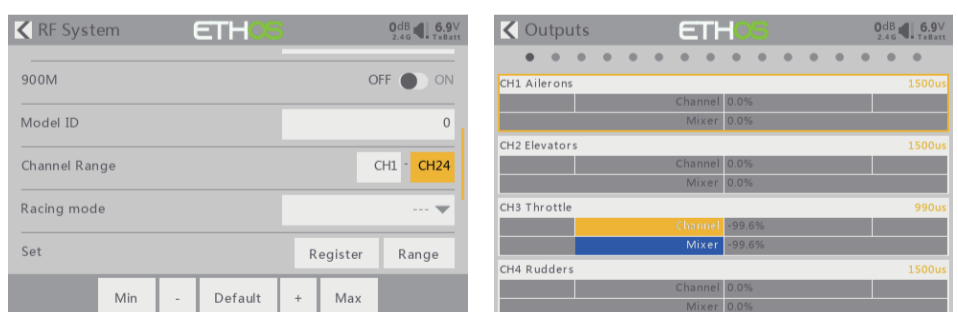 RF System
ETHOS
0dB
2.4G
6.9V
TxBatt
900M
OFF
ON
Model ID
0
Channel Range
CH1 - CH24
Racing mode
---
Set
Register
Range
Min
-
Default
+
Max
Outputs
ETHOS
0dB
2.4G
6.9V
TxBatt
CH1 Ailerons
1500us
Channel 0.0%
Mixer 0.0%
CH2 Elevators
1500us
Channel 0.0%
Mixer 0.0%
CH3 Throttle
990us
Channel -99.6%
Mixer -99.6%
CH4 Rudders
1500us
Channel 0.0%
Mixer 0.0%